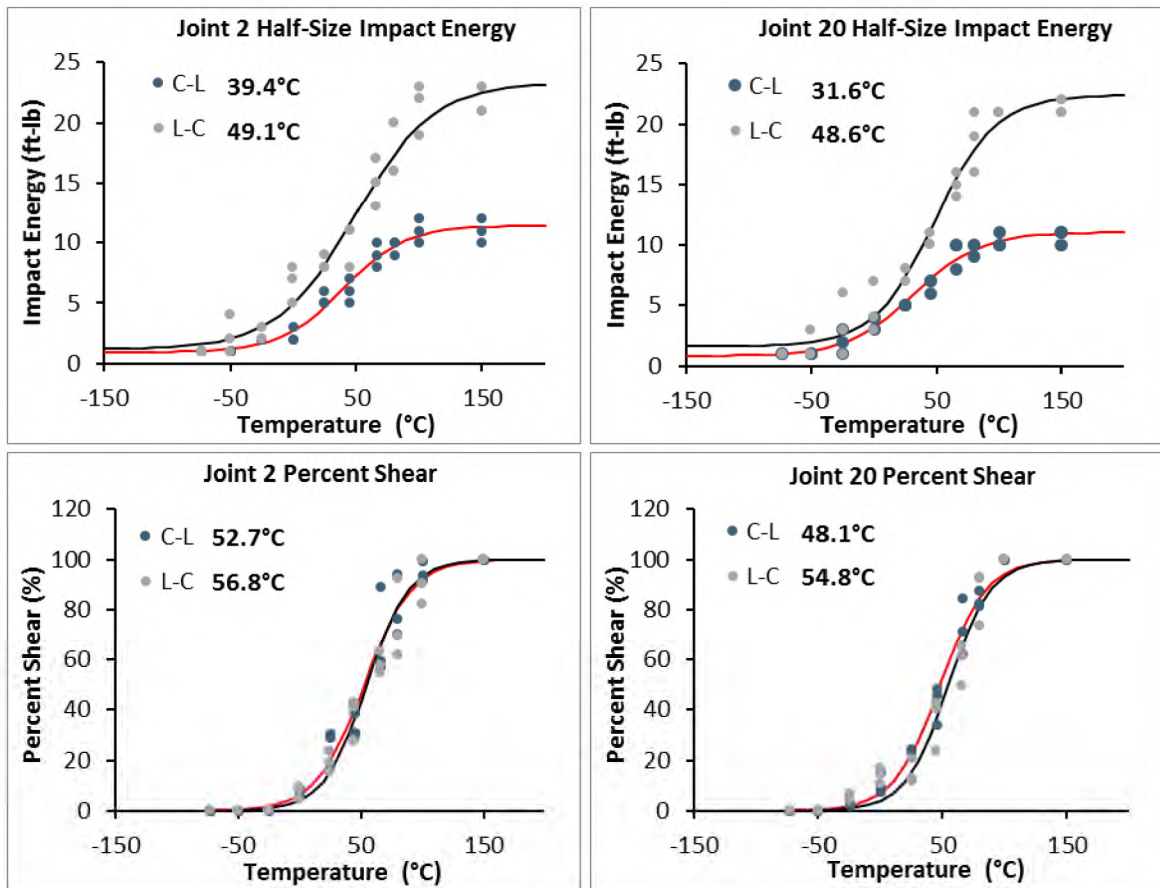 Joint 2 Half-Size Impact Energy
Impact Energy (ft-lb)
25
20
15
10
5
0
C-L 39.4°C
L-C 49.1°C
-150 -50 50 150
Temperature (°C)
Joint 20 Half-Size Impact Energy
Impact Energy (ft-lb)
25
20
15
10
5
0
C-L 31.6°C
L-C 48.6°C
-150 -50 50 150
Temperature (°C)
Joint 2 Percent Shear
Percent Shear (%)
120
100
80
60
40
20
0
C-L 52.7°C
L-C 56.8°C
-150 -50 50 150
Temperature (°C)
Joint 20 Percent Shear
Percent Shear (%)
120
100
80
60
40
20
0
C-L 48.1°C
L-C 54.8°C
-150 -50 50 150
Temperature (°C)